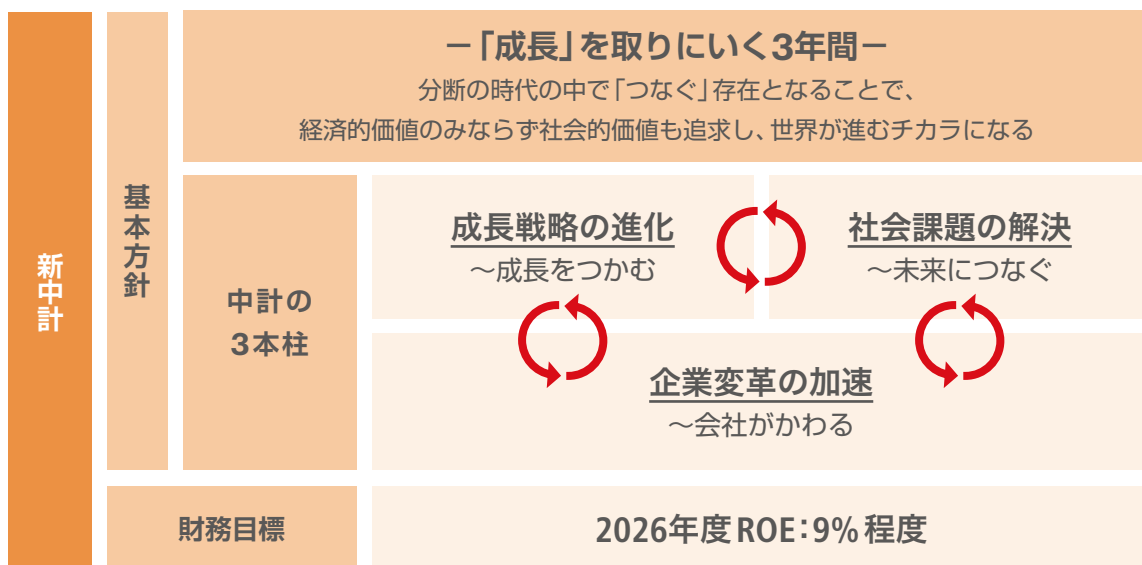 新中計
基本方針
－「成長」を取りにいく3年間－
分断の時代の中で「つなぐ」存在となることで、
経済的価値のみならず社会的価値も追求し、世界が進むチカラになる
中計の
3本柱
成長戦略の進化
～成長をつかむ
社会課題の解決
～未来につなぐ
企業変革の加速
～会社がかわる
財務目標
2026年度ROE：9% 程度